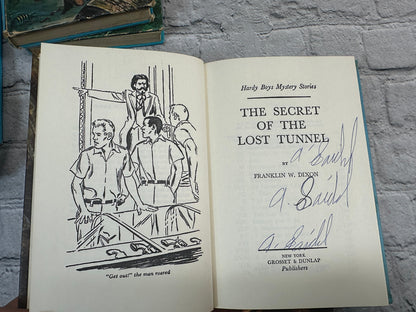 "Get out!" the man roared
Hardy Boys Mystery Stories
THE SECRET
OF THE
LOST TUNNEL
BY
FRANKLIN W. DIXON
NEW YORK
GROSSET & DUNLAP
Publishers